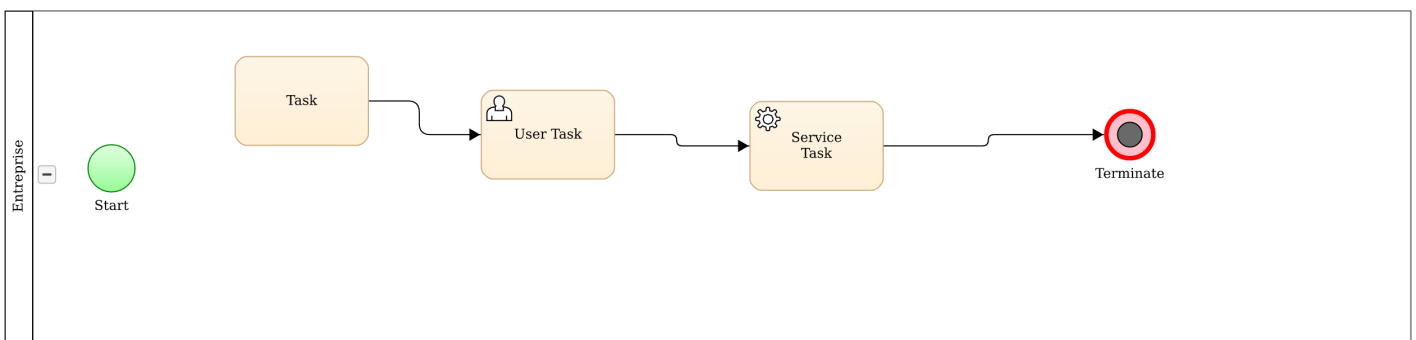 Entreprise
Start
Task
User Task
Service
Task
Terminate